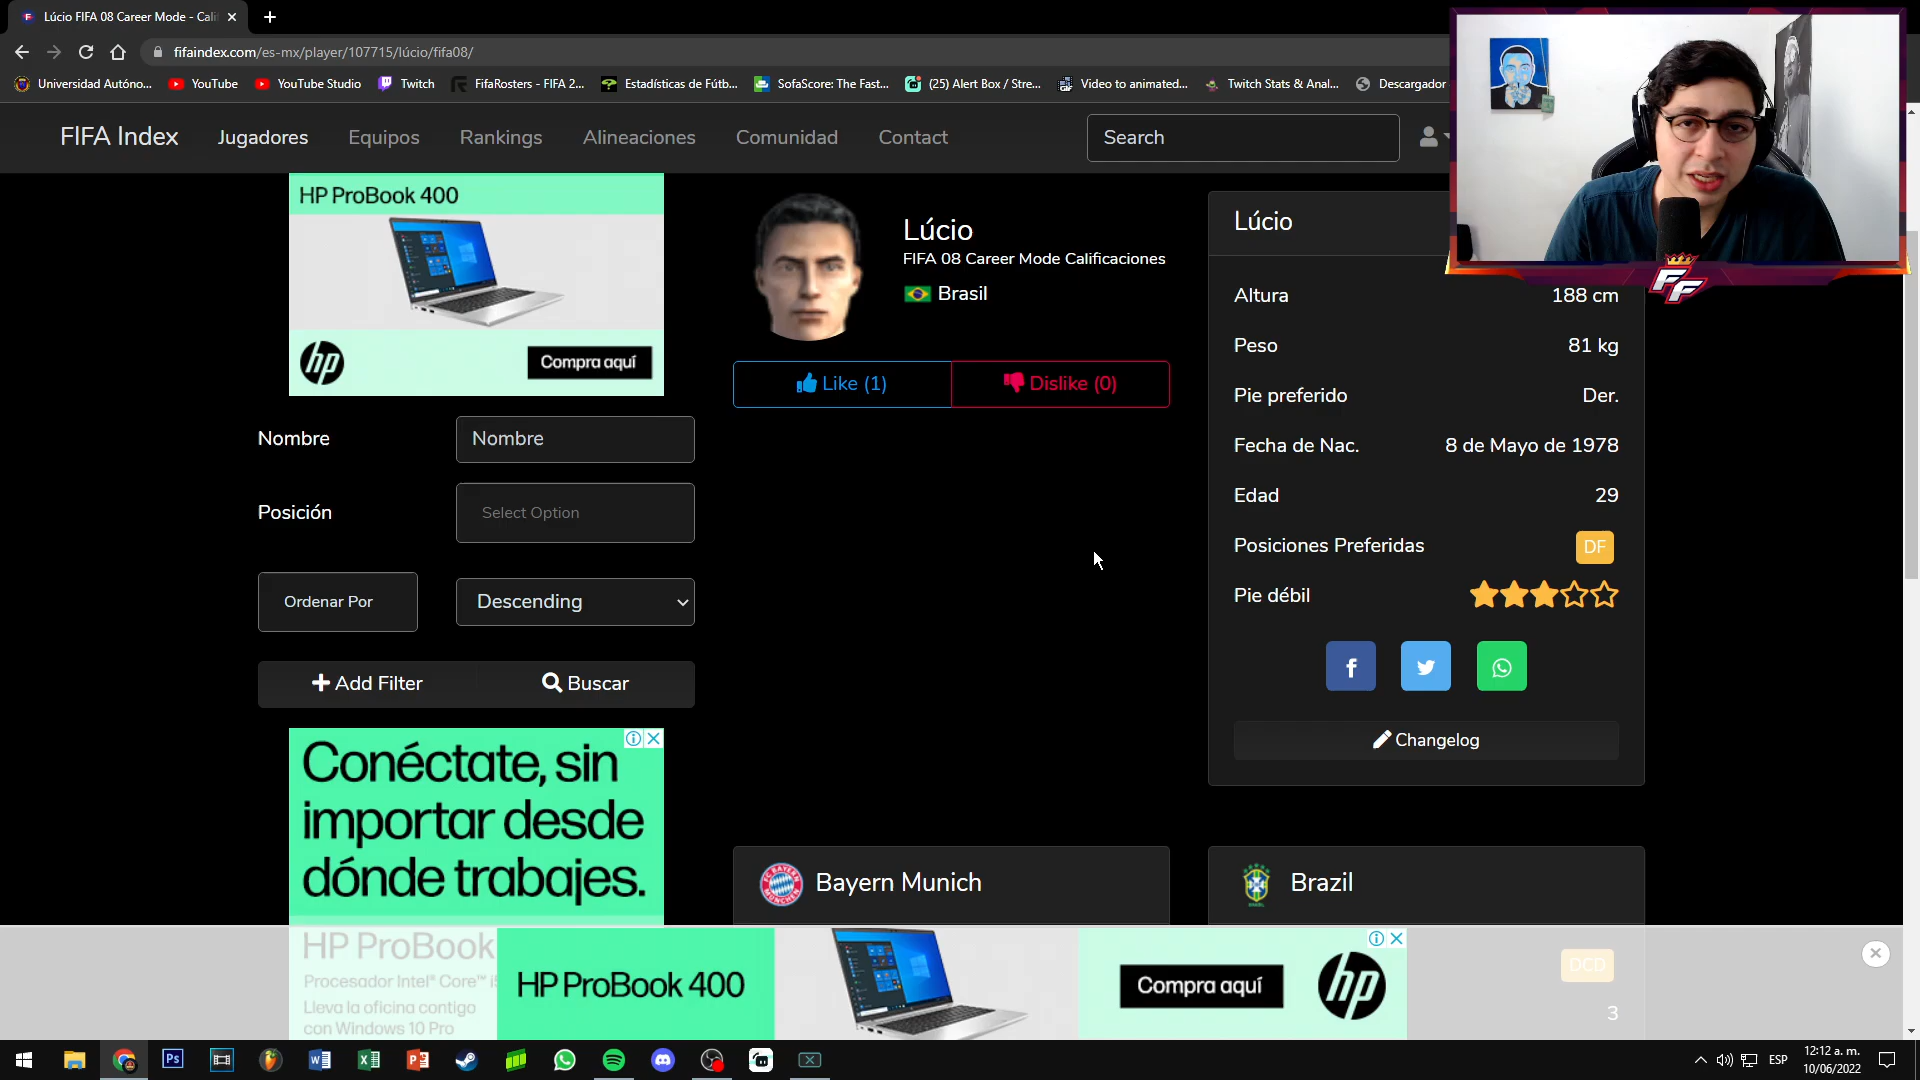 Lúcio FIFA 08 Career Mode - Cali
fifaindex.com/es-mx/player/107715/lúcio/fifa08/
Universidad Autóno...
YouTube
YouTube Studio
Twitch
FifaRosters - FIFA 2...
Estadísticas de Fútb...
SofaScore: The Fast...
(25) Alert Box / Stre...
Video to animated...
Twitch Stats & Anal...
Descargador
FIFA Index
Jugadores
Equipos
Rankings
Alineaciones
Comunidad
Contact
Search
HP ProBook 400
hp
Compra aquí
Nombre
Nombre
Posición
Select Option
Ordenar Por
Descending
Add Filter
Buscar
Conéctate, sin
importar desde
dónde trabajes.
HP ProBook
Procesador Intel® Core™ i5
Lleva la oficina contigo
con Windows 10 Pro
Lúcio
FIFA 08 Career Mode Calificaciones
Brasil
Like (1)
Dislike (0)
Bayern Munich
Lúcio
Altura 188 cm
Peso 81 kg
Pie preferido Der.
Fecha de Nac. 8 de Mayo de 1978
Edad 29
Posiciones Preferidas DF
Pie débil
Changelog
Brazil
DCD
3
HP ProBook 400
Compra aquí
hp
FF
ESP
12:12 a. m.
10/06/2022